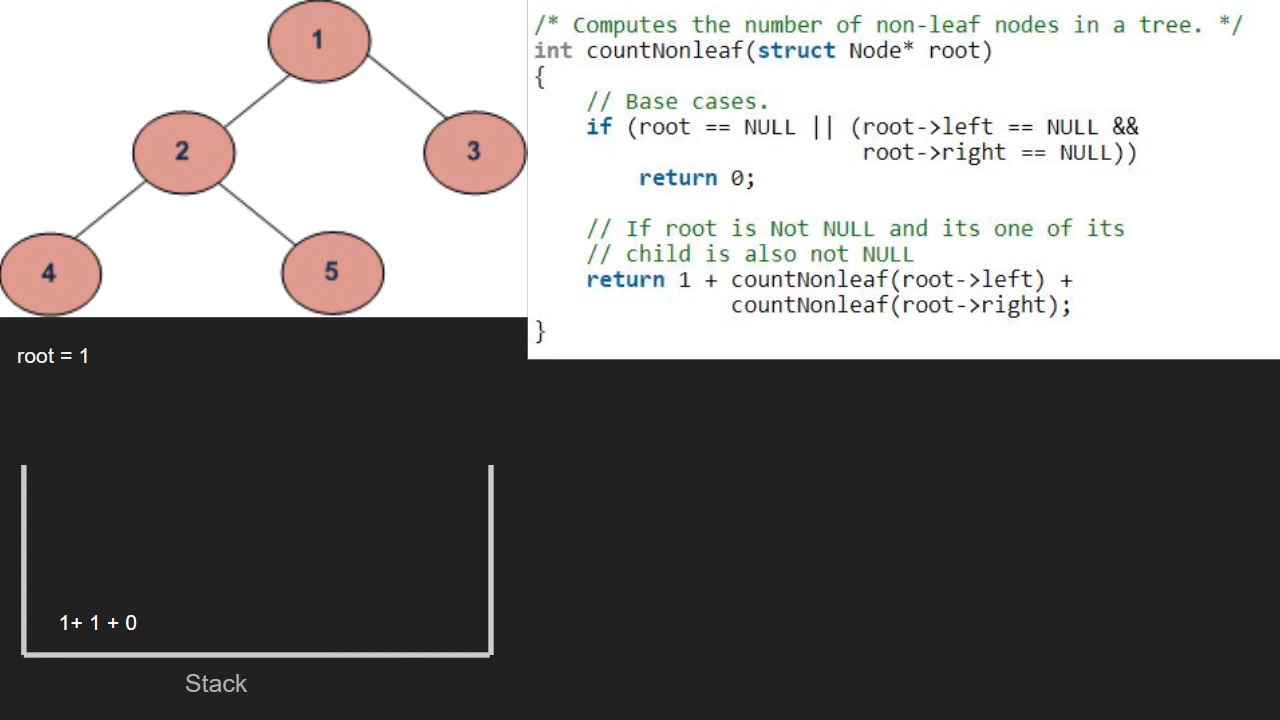 1
2
3
4
5
/* Computes the number of non-leaf nodes in a tree. */
int countNonleaf(struct Node* root)
{
    // Base cases.
    if (root == NULL || (root->left == NULL &&
                         root->right == NULL))
        return 0;

    // If root is Not NULL and its one of its
    // child is also not NULL
    return 1 + countNonleaf(root->left) +
               countNonleaf(root->right);
}
root = 1
1+ 1 + 0
Stack